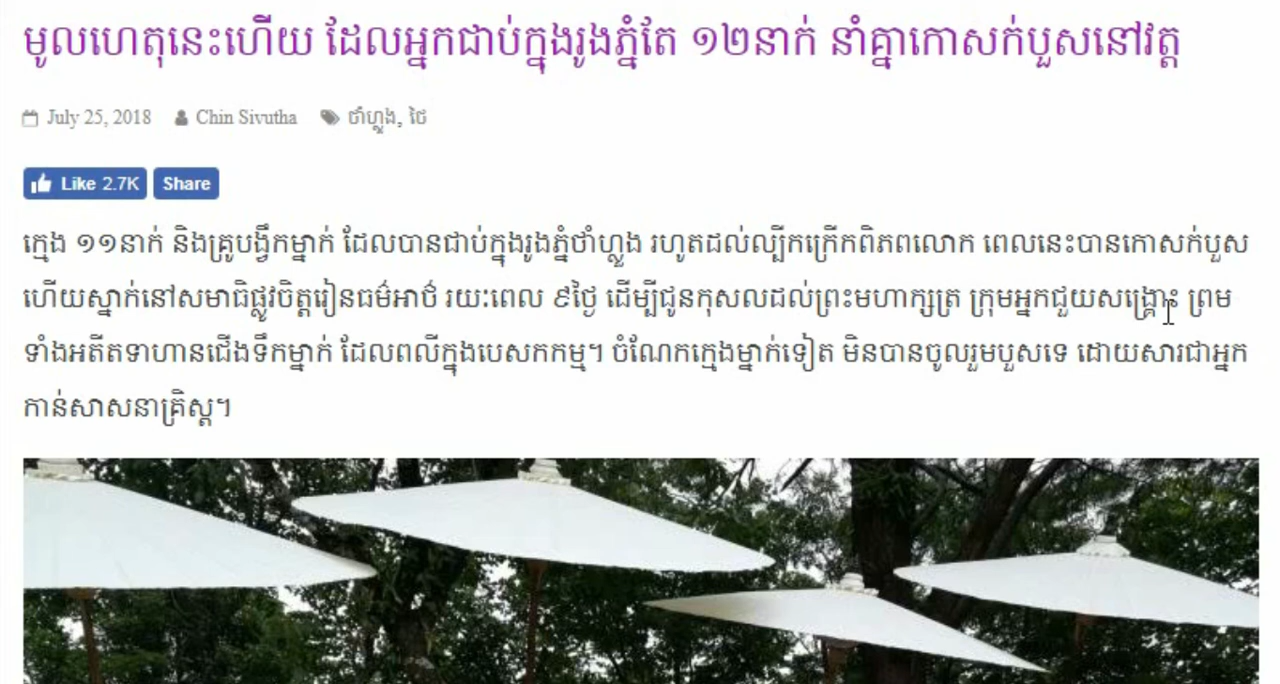 មូលហេតុនេះហើយ ដែលអ្នកជាប់ក្នុងរូងភ្នំតែ ១២នាក់ នាំគ្នាកោសក់បួសនៅវត្ត
July 25, 2018 Chin Sivutha ថាំហ្លួង, ថៃ
Like 2.7K Share
ក្មេង ១១នាក់ និងគ្រូបង្វឹកម្នាក់ ដែលបានជាប់ក្នុងរូងភ្នំថាំហ្លួង រហូតដល់ល្បីកក្រើកពិភពលោក ពេលនេះបានកោសក់បួស
ហើយស្នាក់នៅសមាធិផ្លូវចិត្តរៀនធម៌អាថ៌ រយៈពេល ៩ថ្ងៃ ដើម្បីជូនកុសលដល់ព្រះមហាក្សត្រ ក្រុមអ្នកជួយសង្គ្រោះ ព្រម
ទាំងអតីតទាហានជើងទឹកម្នាក់ ដែលពលីក្នុងបេសកកម្ម។ ចំណែកក្មេងម្នាក់ទៀត មិនបានចូលរួមបួសទេ ដោយសារជាអ្នក
កាន់សាសនាគ្រិស្ត។